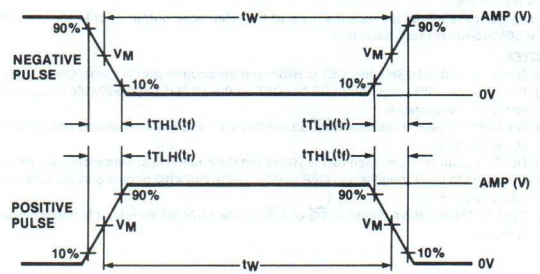 tW
90%
90%
AMP (V)
VM
VM
NEGATIVE
PULSE
10%
10%
0V
tTHL(tf)
tTLH(tr)
tTLH(tr)
tTHL(tf)
90%
90%
AMP (V)
POSITIVE
PULSE
VM
VM
10%
10%
0V
tW